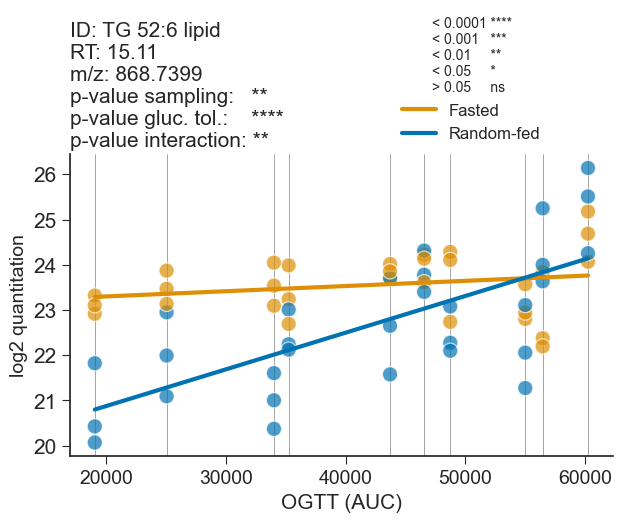 ID: TG 52:6 lipid
RT: 15.11
m/z: 868.7399
p-value sampling: **
p-value gluc. tol.: ****
p-value interaction: **
< 0.0001 ****
< 0.001 ***
< 0.01 **
< 0.05 *
> 0.05 ns
Fasted
Random-fed
26
25
24
23
22
21
20
log2 quantitation
20000 30000 40000 50000 60000
OGTT (AUC)